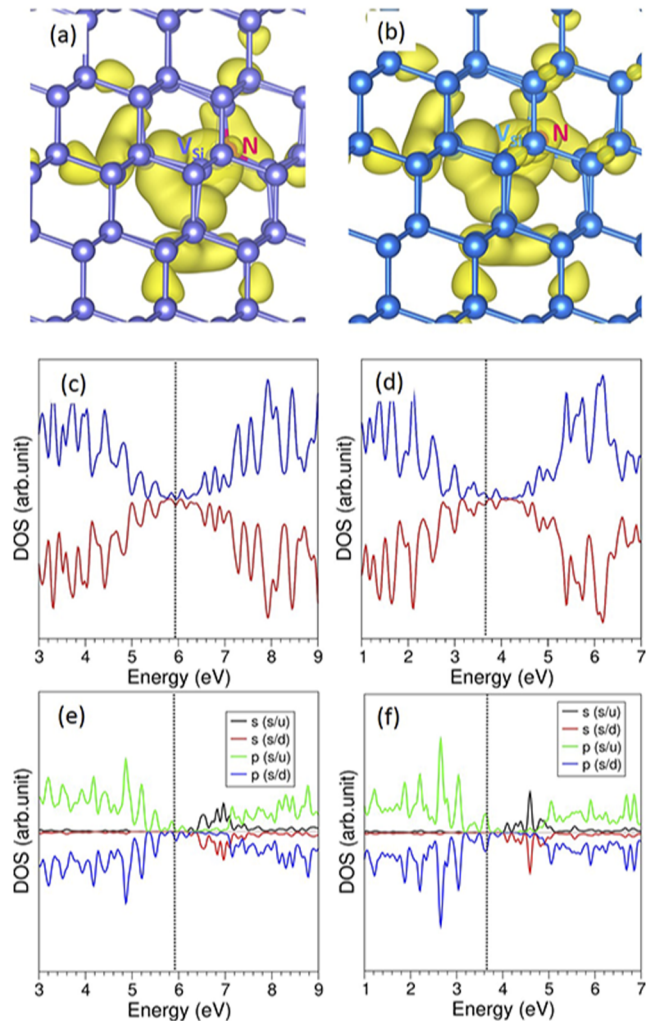 (a)
(b)
V_Si N
V_Si N
(c)
(d)
DOS (arb.unit)
DOS (arb.unit)
3 4 5 6 7 8 9
1 2 3 4 5 6 7
Energy (eV)
Energy (eV)
(e)
(f)
s (s/u)
s (s/d)
p (s/u)
p (s/d)
s (s/u)
s (s/d)
p (s/u)
p (s/d)
DOS (arb.unit)
DOS (arb.unit)
3 4 5 6 7 8 9
1 2 3 4 5 6 7
Energy (eV)
Energy (eV)